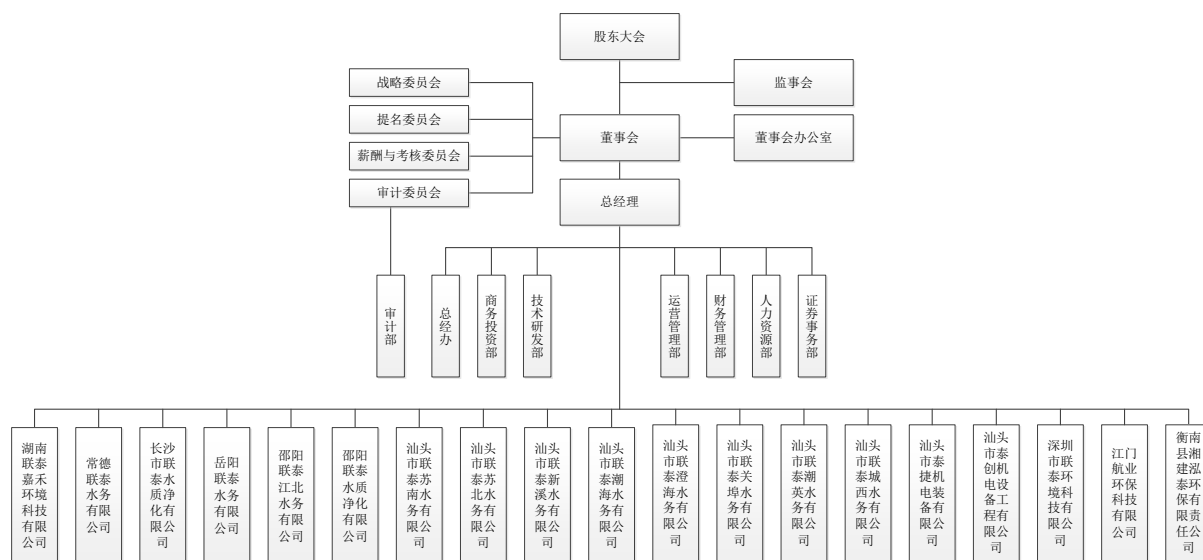 股东大会
战略委员会
监事会
提名委员会
董事会
董事会办公室
薪酬与考核委员会
审计委员会
总经理
审计部
总经办
商务投资部
技术研发部
运营管理部
财务管理部
人力资源部
证券事务部
湖南联泰嘉禾环境科技有限公司
常德联泰水务有限公司
长沙市联泰水质净化有限公司
岳阳联泰水务有限公司
邵阳联泰江北水务有限公司
邵阳联泰水质净化有限公司
汕头市联泰苏南水务有限公司
汕头市联泰苏北水务有限公司
汕头市联泰新溪水务有限公司
汕头市联泰潮海水务有限公司
汕头市联泰澄海水务有限公司
汕头市联泰关埠水务有限公司
汕头市联泰潮英水务有限公司
汕头市联泰城西水务有限公司
汕头市泰捷机电装备有限公司
汕头市泰创机电设备工程有限公司
深圳市联泰环境科技有限公司
江门航业环保科技有限公司
衡南县湘建泓泰环保有限责任公司